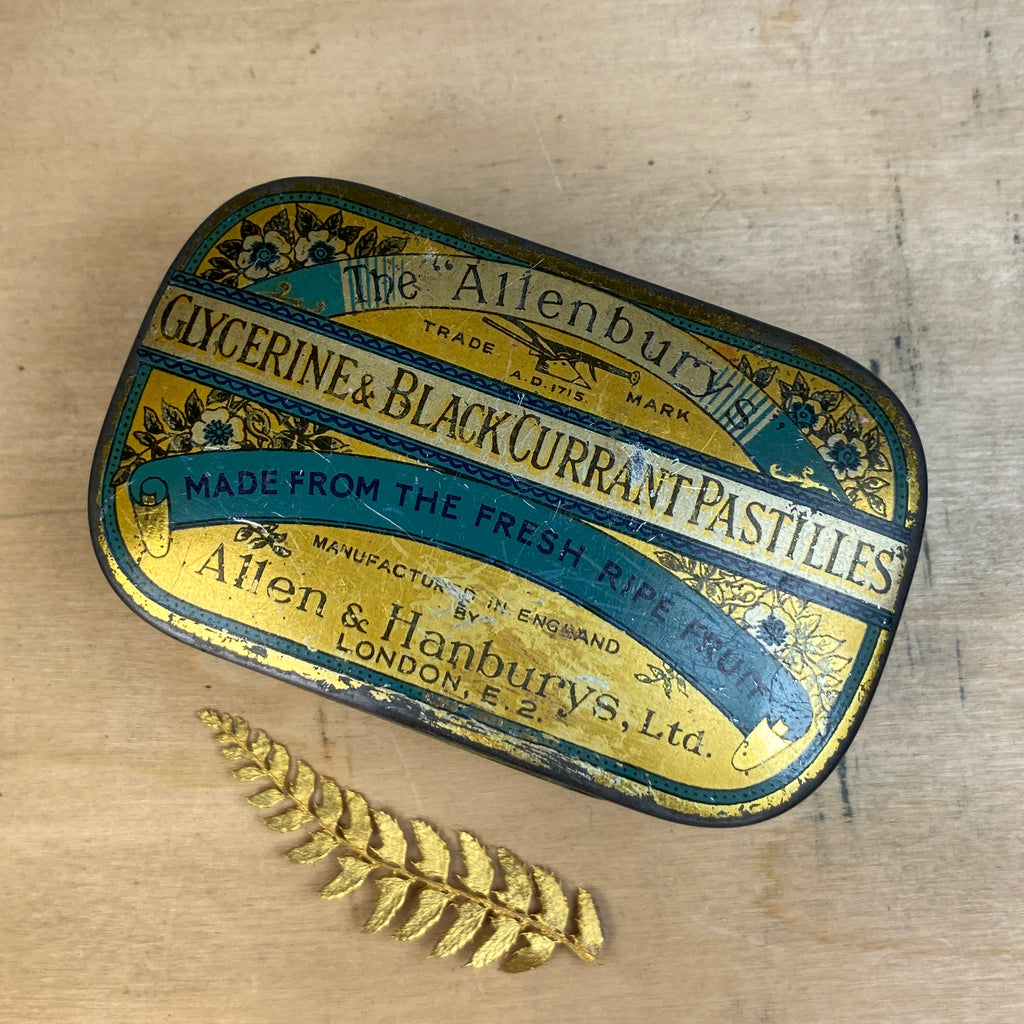 The "Allenburys'
TRADE MARK
A.D.1715.
GLYCERINE & BLACK CURRANT PASTILLES
MADE FROM THE FRESH RIPE FRUIT
MANUFACTURED IN ENGLAND
BY
Allen & Hanburys, Ltd.
LONDON, E. 2.